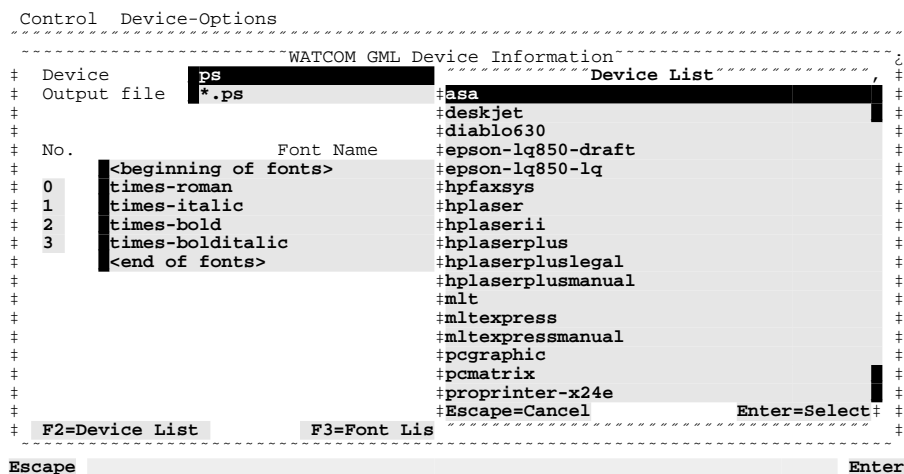 Control Device-Options
WATCOM GML Device Information
Device ps
Device List
Output file *.ps
asa
deskjet
diablo630
No. Font Name
epson-lq850-draft
<beginning of fonts>
epson-lq850-lq
0 times-roman
hpfaxsys
1 times-italic
hplaser
2 times-bold
hplaserii
3 times-bolditalic
hplaserplus
<end of fonts>
hplaserpluslegal
hplaserplusmanual
mlt
mltexpress
mltexpressmanual
pcgraphic
pcmatrix
proprinter-x24e
Escape=Cancel Enter=Select
F2=Device List F3=Font Lis
Escape Enter